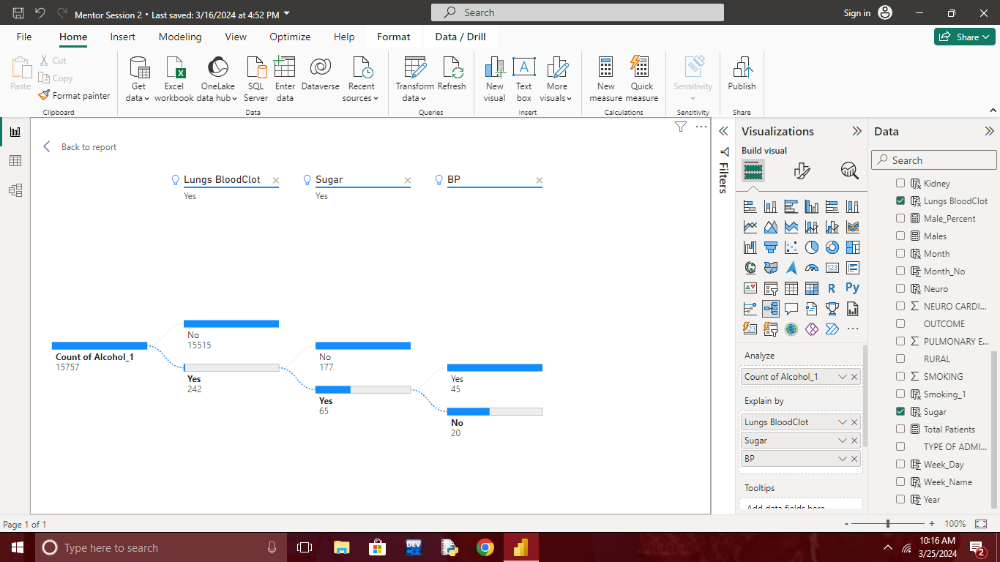 Mentor Session 2 • Last saved: 3/16/2024 at 4:52 PM
Search
Sign in
File
Home
Insert
Modeling
View
Optimize
Help
Format
Data / Drill
Share
Paste
Cut
Copy
Format painter
Clipboard
Get data
Excel workbook
OneLake data hub
SQL Server
Enter data
Dataverse
Recent sources
Data
Transform data
Refresh
Queries
New visual
A
Text box
More visuals
Insert
New measure
Quick measure
Calculations
Sensitivity
Sensitivity
Publish
Share
Back to report
Lungs BloodClot
Yes
Sugar
Yes
BP
Count of Alcohol_1
15757
No
15515
Yes
242
No
177
Yes
65
Yes
45
No
20
Filters
Visualizations
Build visual
123
R
Py
123
Analyze
Count of Alcohol_1
Explain by
Lungs BloodClot
Sugar
BP
Tooltips
Add data fields here
Data
Search
Kidney
Lungs BloodClot
Male_Percent
Males
Month
Month_No
Neuro
NEURO CARDI...
OUTCOME
PULMONARY E...
RURAL
SMOKING
Smoking_1
Sugar
Total Patients
TYPE OF ADMI...
Week_Day
Week_Name
Year
Page 1 of 1
- + 100%
Type here to search
DEV
10:16 AM
3/25/2024
2